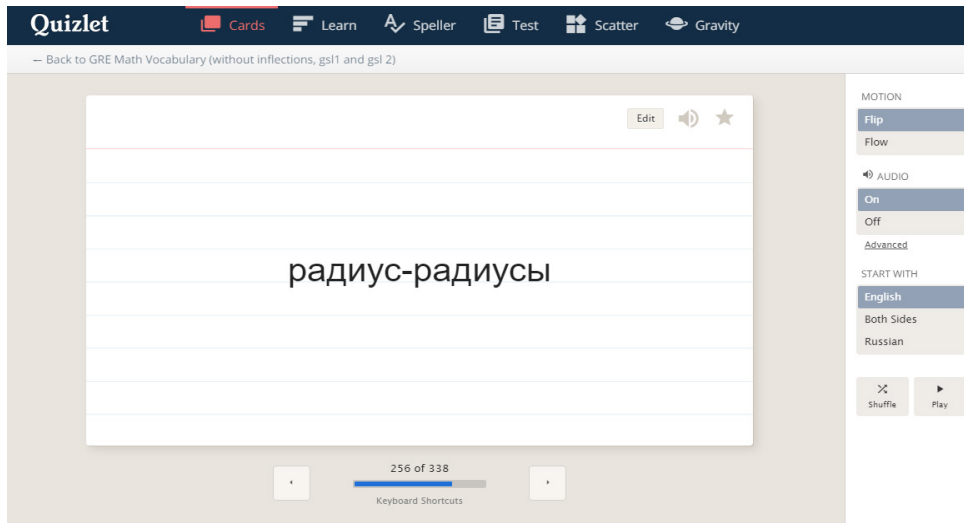 Quizlet Cards Learn Speller Test Scatter Gravity
← Back to GRE Math Vocabulary (without inflections, gsl1 and gsl 2)
Edit
радиус-радиусы
256 of 338
Keyboard Shortcuts
MOTION
Flip
Flow
AUDIO
On
Off
Advanced
START WITH
English
Both Sides
Russian
Shuffle Play